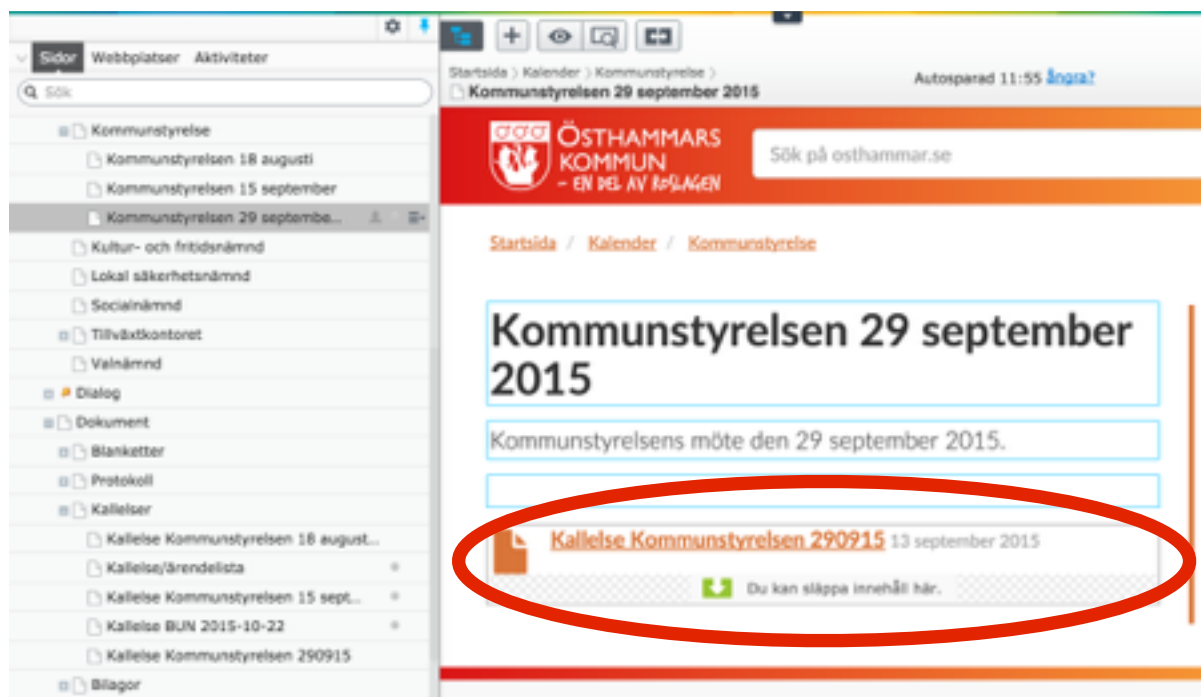 Sidor Webbplatser Aktiviteter
Sök
Kommunstyrelse
Kommunstyrelsen 18 augusti
Kommunstyrelsen 15 september
Kommunstyrelsen 29 septembe...
Kultur- och fritidsnämnd
Lokal säkerhetsnämnd
Socialnämnd
Tillväxtkontoret
Valnämnd
Dialog
Dokument
Blanketter
Protokoll
Kallelser
Kallelse Kommunstyrelsen 18 august...
Kallelse/ärendelista
Kallelse Kommunstyrelsen 15 sept...
Kallelse BUN 2015-10-22
Kallelse Kommunstyrelsen 290915
Bilagor
Startsida 〉 Kalender 〉 Kommunstyrelse 〉
Kommunstyrelsen 29 september 2015
Autosparad 11:55 Ångra?
ÖSTHAMMARS
KOMMUN
– EN DEL AV ROSLAGEN
Sök på osthammar.se
Startsida / Kalender / Kommunstyrelse
Kommunstyrelsen 29 september
2015
Kommunstyrelsens möte den 29 september 2015.
Kallelse Kommunstyrelsen 290915 13 september 2015
Du kan släppa innehåll här.